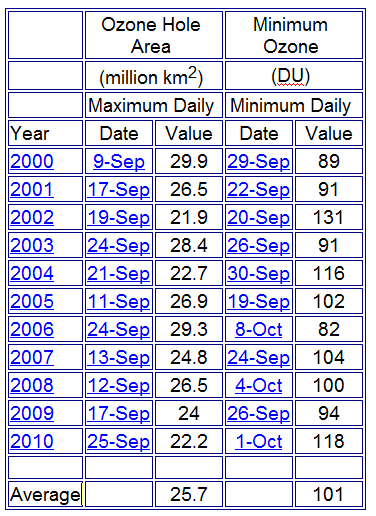 Ozone Hole Minimum
Area Ozone
(million km2) (DU)
Maximum Daily Minimum Daily
Year Date Value Date Value
2000 9-Sep 29.9 29-Sep 89
2001 17-Sep 26.5 22-Sep 91
2002 19-Sep 21.9 20-Sep 131
2003 24-Sep 28.4 26-Sep 91
2004 21-Sep 22.7 30-Sep 116
2005 11-Sep 26.9 19-Sep 102
2006 24-Sep 29.3 8-Oct 82
2007 13-Sep 24.8 24-Sep 104
2008 12-Sep 26.5 4-Oct 100
2009 17-Sep 24 26-Sep 94
2010 25-Sep 22.2 1-Oct 118
Average 25.7 101